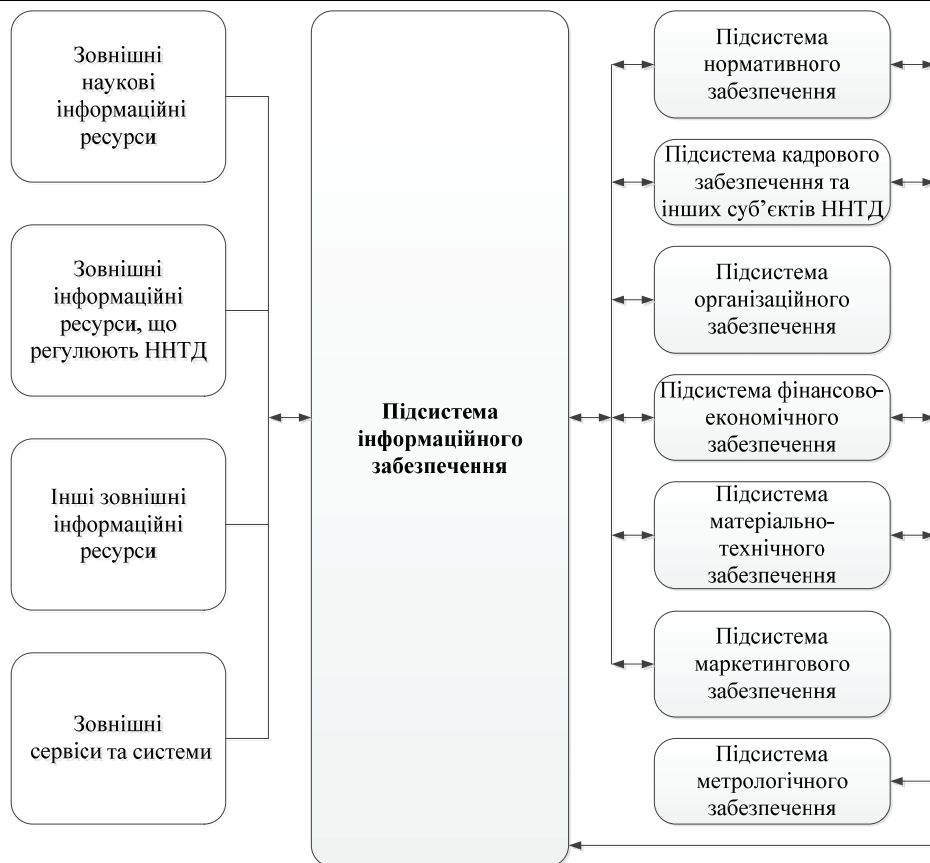 Зовнішні
наукові
інформаційні
ресурси
Зовнішні
інформаційні
ресурси, що
регулюють ННТД
Інші зовнішні
інформаційні
ресурси
Зовнішні
сервіси та системи
Підсистема
інформаційного
забезпечення
Підсистема
нормативного
забезпечення
Підсистема кадрового
забезпечення та
інших суб’єктів ННТД
Підсистема
організаційного
забезпечення
Підсистема фінансово-
економічного
забезпечення
Підсистема
матеріально-
технічного
забезпечення
Підсистема
маркетингового
забезпечення
Підсистема
метрологічного
забезпечення